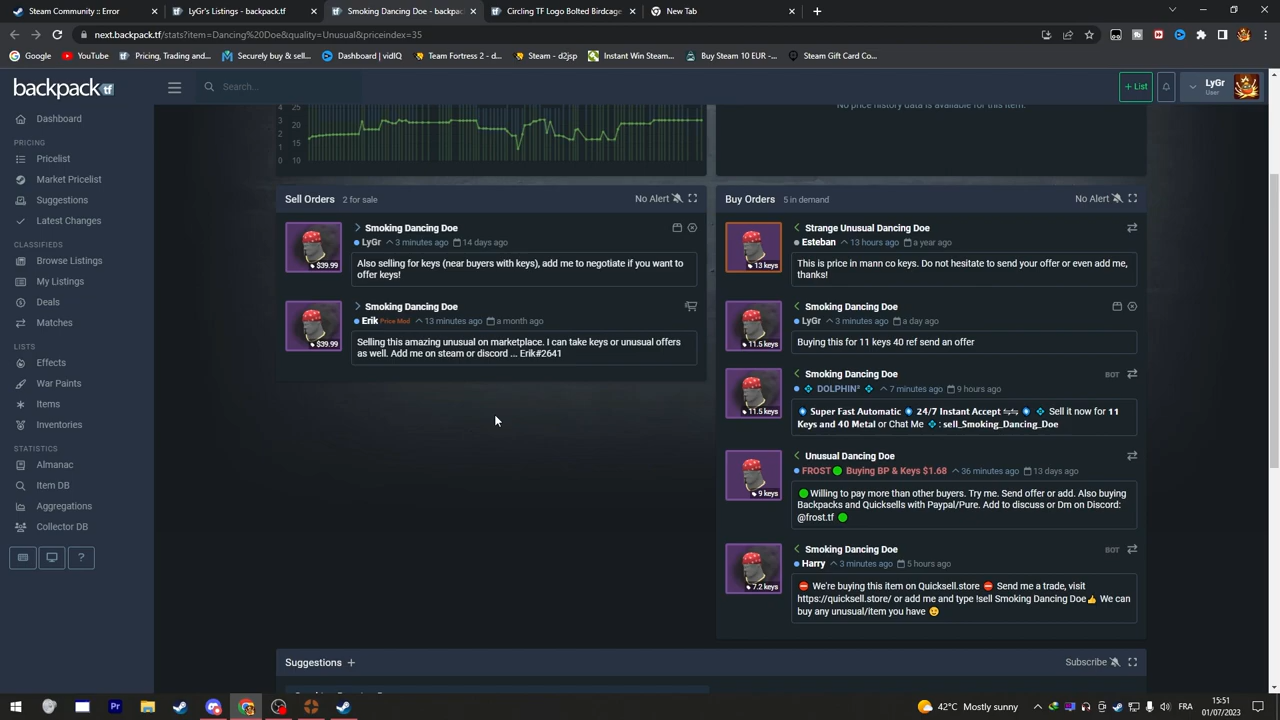 Steam Community :: Error
LyGr's Listings - backpack.tf
Smoking Dancing Doe - backpac
Circling TF Logo Bolted Birdcage
New Tab
next.backpack.tf/stats?item=Dancing%20Doe&quality=Unusual&priceindex=35
Google
YouTube
Pricing, Trading and...
Securely buy & sell...
Dashboard | vidIQ
Team Fortress 2 - d...
Steam - d2jsp
Instant Win Steam...
Buy Steam 10 EUR -...
Steam Gift Card Co...
backpack tf
Search...
+ List
LyGr
User
Dashboard
PRICING
Pricelist
Market Pricelist
Suggestions
Latest Changes
CLASSIFIEDS
Browse Listings
My Listings
Deals
Matches
LISTS
Effects
War Paints
Items
Inventories
STATISTICS
Almanac
Item DB
Aggregations
Collector DB
?
4 25
3 20
2
1 15
0 10
No price history data is available for this item.
Sell Orders 2 for sale
No Alert
Smoking Dancing Doe
LyGr 3 minutes ago 14 days ago
$39.99
Also selling for keys (near buyers with keys), add me to negotiate if you want to
offer keys!
Smoking Dancing Doe
Erik Price Mod 13 minutes ago a month ago
$39.99
Selling this amazing unusual on marketplace. I can take keys or unusual offers
as well. Add me on steam or discord ... Erik#2641
Buy Orders 5 in demand
No Alert
Strange Unusual Dancing Doe
Esteban 13 hours ago a year ago
13 keys
This is price in mann co keys. Do not hesitate to send your offer or even add me,
thanks!
Smoking Dancing Doe
LyGr 3 minutes ago a day ago
11.5 keys
Buying this for 11 keys 40 ref send an offer
Smoking Dancing Doe
BOT
DOLPHIN² 7 minutes ago 9 hours ago
11.5 keys
Super Fast Automatic 24/7 Instant Accept Sell it now for 11
Keys and 40 Metal or Chat Me : sell_Smoking_Dancing_Doe
Unusual Dancing Doe
FROST Buying BP & Keys $1.68 36 minutes ago 13 days ago
9 keys
Willing to pay more than other buyers. Try me. Send offer or add. Also buying
Backpacks and Quicksells with Paypal/Pure. Add to discuss or Dm on Discord:
@frost.tf
Smoking Dancing Doe
BOT
Harry 3 minutes ago 5 hours ago
7.2 keys
⛔ We're buying this item on Quicksell.store ⛔ Send me a trade, visit
https://quicksell.store/ or add me and type !sell Smoking Dancing Doe👍 We can
buy any unusual/item you have 😉
Suggestions +
Subscribe
42°C Mostly sunny
FRA
15:51
01/07/2023